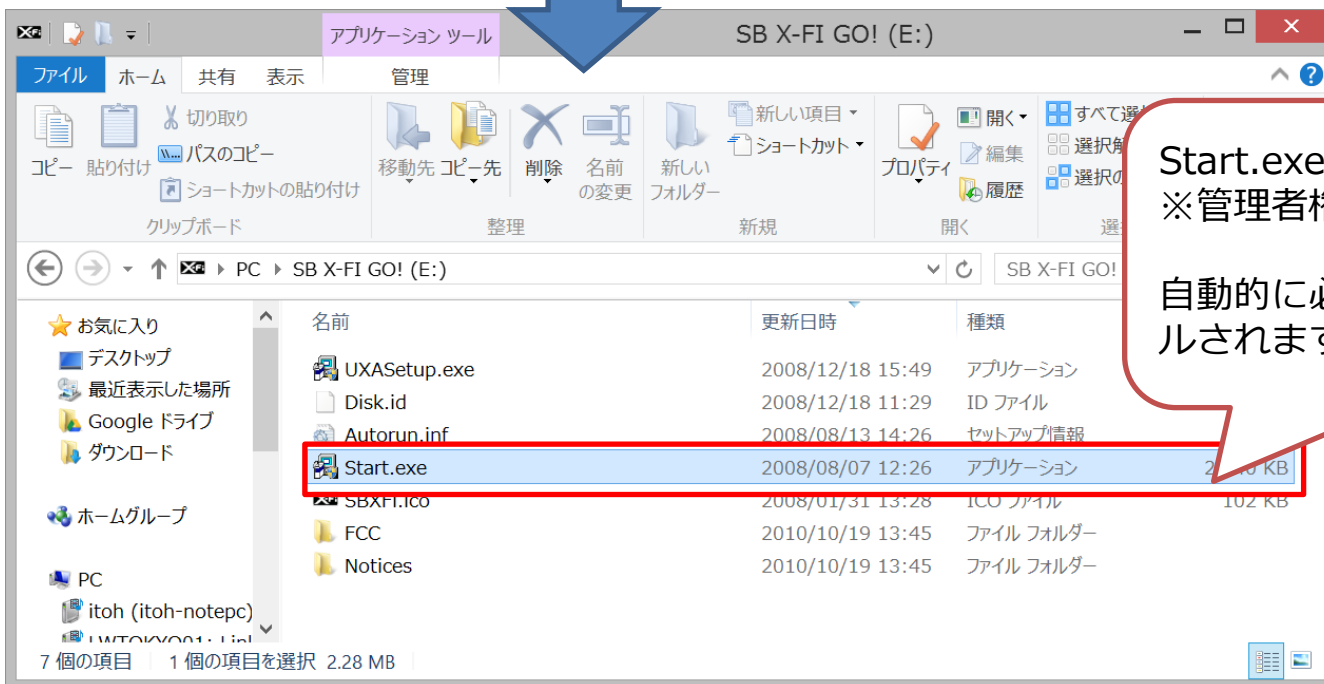 アプリケーション ツール
SB X-FI GO! (E:)
ファイル ホーム 共有 表示 管理
コピー
貼り付け
切り取り
パスのコピー
ショートカットの貼り付け
クリップボード
移動先
コピー先
削除
名前
の変更
整理
新しい
フォルダー
新しい項目
ショートカット
新規
プロパティ
開く
編集
履歴
開く
すべて選
選択
選択の
選
PC SB X-FI GO! (E:)
SB X-FI GO!
Start.exe
※管理者
自動的に
ルされます
お気に入り
デスクトップ
最近表示した場所
Google ドライブ
ダウンロード
ホームグループ
PC
itoh (itoh-notepc)
名前 更新日時 種類
UXASetup.exe 2008/12/18 15:49 アプリケーション
Disk.id 2008/12/18 11:29 ID ファイル
Autorun.inf 2008/08/13 14:26 セットアップ情報
Start.exe 2008/08/07 12:26 アプリケーション KB
SBXFI.ico 2008/01/31 13:28 ICO ファイル 102 KB
FCC 2010/10/19 13:45 ファイル フォルダー
Notices 2010/10/19 13:45 ファイル フォルダー
7 個の項目 1 個の項目を選択 2.28 MB